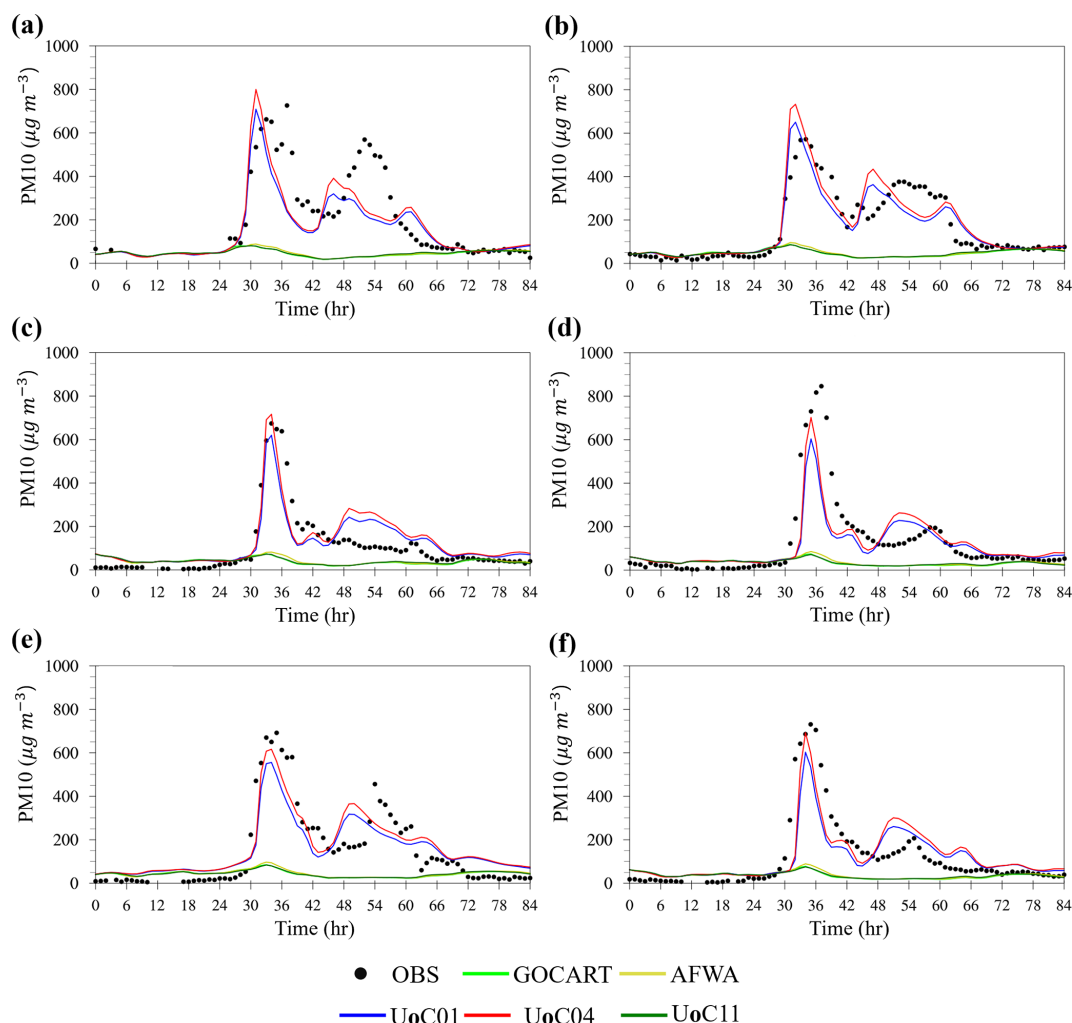 (a)
1000
800
600
400
200
0
PM10 (μg m⁻³)
0 6 12 18 24 30 36 42 48 54 60 66 72 78 84
Time (hr)
(b)
1000
800
600
400
200
0
PM10 (μg m⁻³)
0 6 12 18 24 30 36 42 48 54 60 66 72 78 84
Time (hr)
(c)
1000
800
600
400
200
0
PM10 (μg m⁻³)
0 6 12 18 24 30 36 42 48 54 60 66 72 78 84
Time (hr)
(d)
1000
800
600
400
200
0
PM10 (μg m⁻³)
0 6 12 18 24 30 36 42 48 54 60 66 72 78 84
Time (hr)
(e)
1000
800
600
400
200
0
PM10 (μg m⁻³)
0 6 12 18 24 30 36 42 48 54 60 66 72 78 84
Time (hr)
(f)
1000
800
600
400
200
0
PM10 (μg m⁻³)
0 6 12 18 24 30 36 42 48 54 60 66 72 78 84
Time (hr)
OBS GOCART AFWA
UoC01 UoC04 UoC11